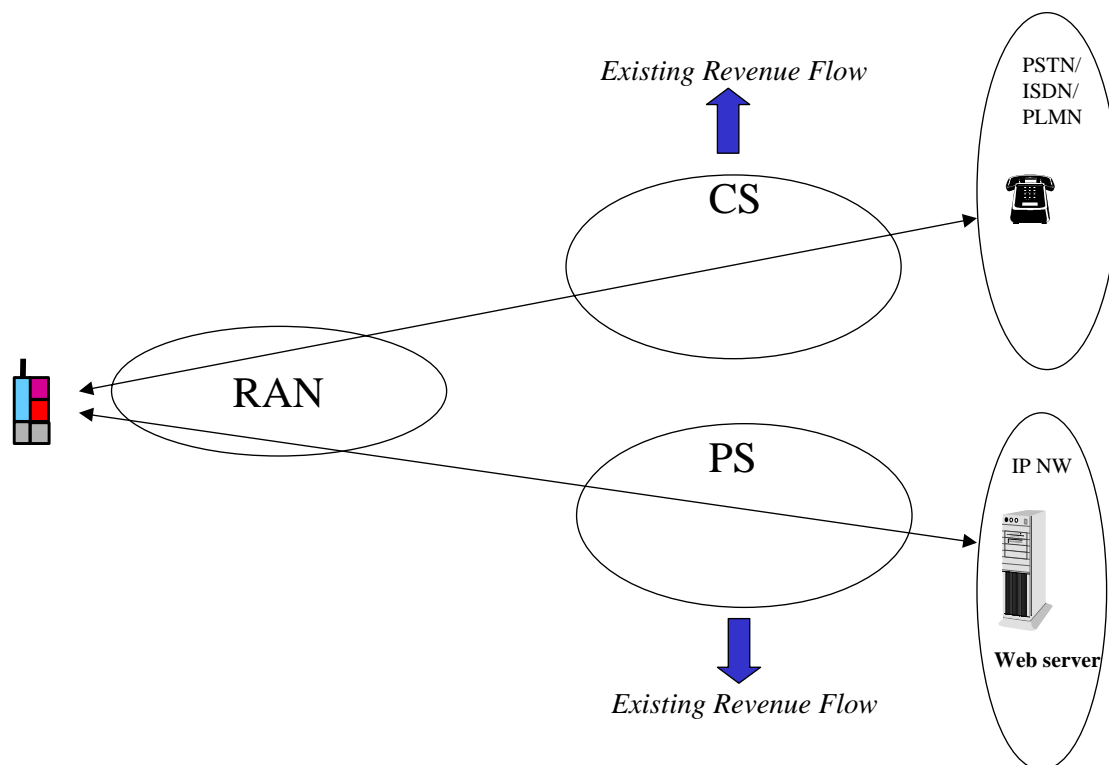 Existing Revenue Flow
PSTN/
ISDN/
PLMN
CS
RAN
PS
IP NW
Web server
Existing Revenue Flow